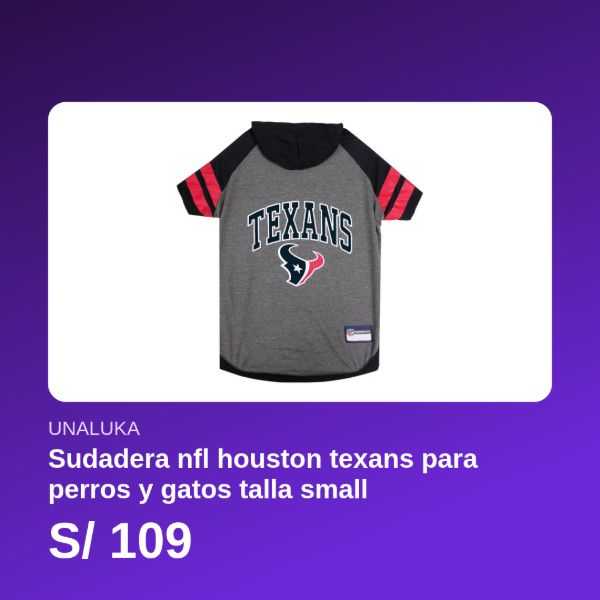 TEXANS
UNALUKA
Sudadera nfl houston texans para
perros y gatos talla small
S/ 109